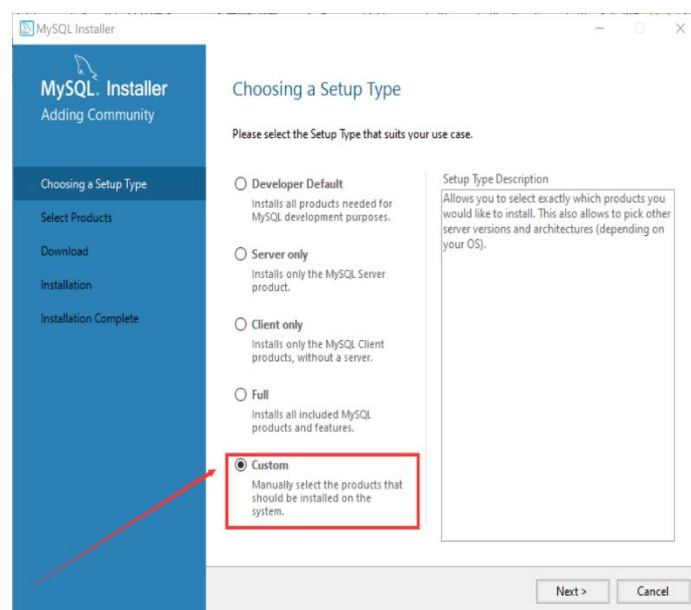 MySQL Installer
MySQL. Installer
Adding Community
Choosing a Setup Type
Select Products
Download
Installation
Installation Complete
Choosing a Setup Type
Please select the Setup Type that suits your use case.
Developer Default
Installs all products needed for
MySQL development purposes.
Server only
Installs only the MySQL Server
product.
Client only
Installs only the MySQL Client
products, without a server.
Full
Installs all included MySQL
products and features.
Custom
Manually select the products that
should be installed on the
system.
Setup Type Description
Allows you to select exactly which products you
would like to install. This also allows to pick other
server versions and architectures (depending on
your OS).
Next >
Cancel